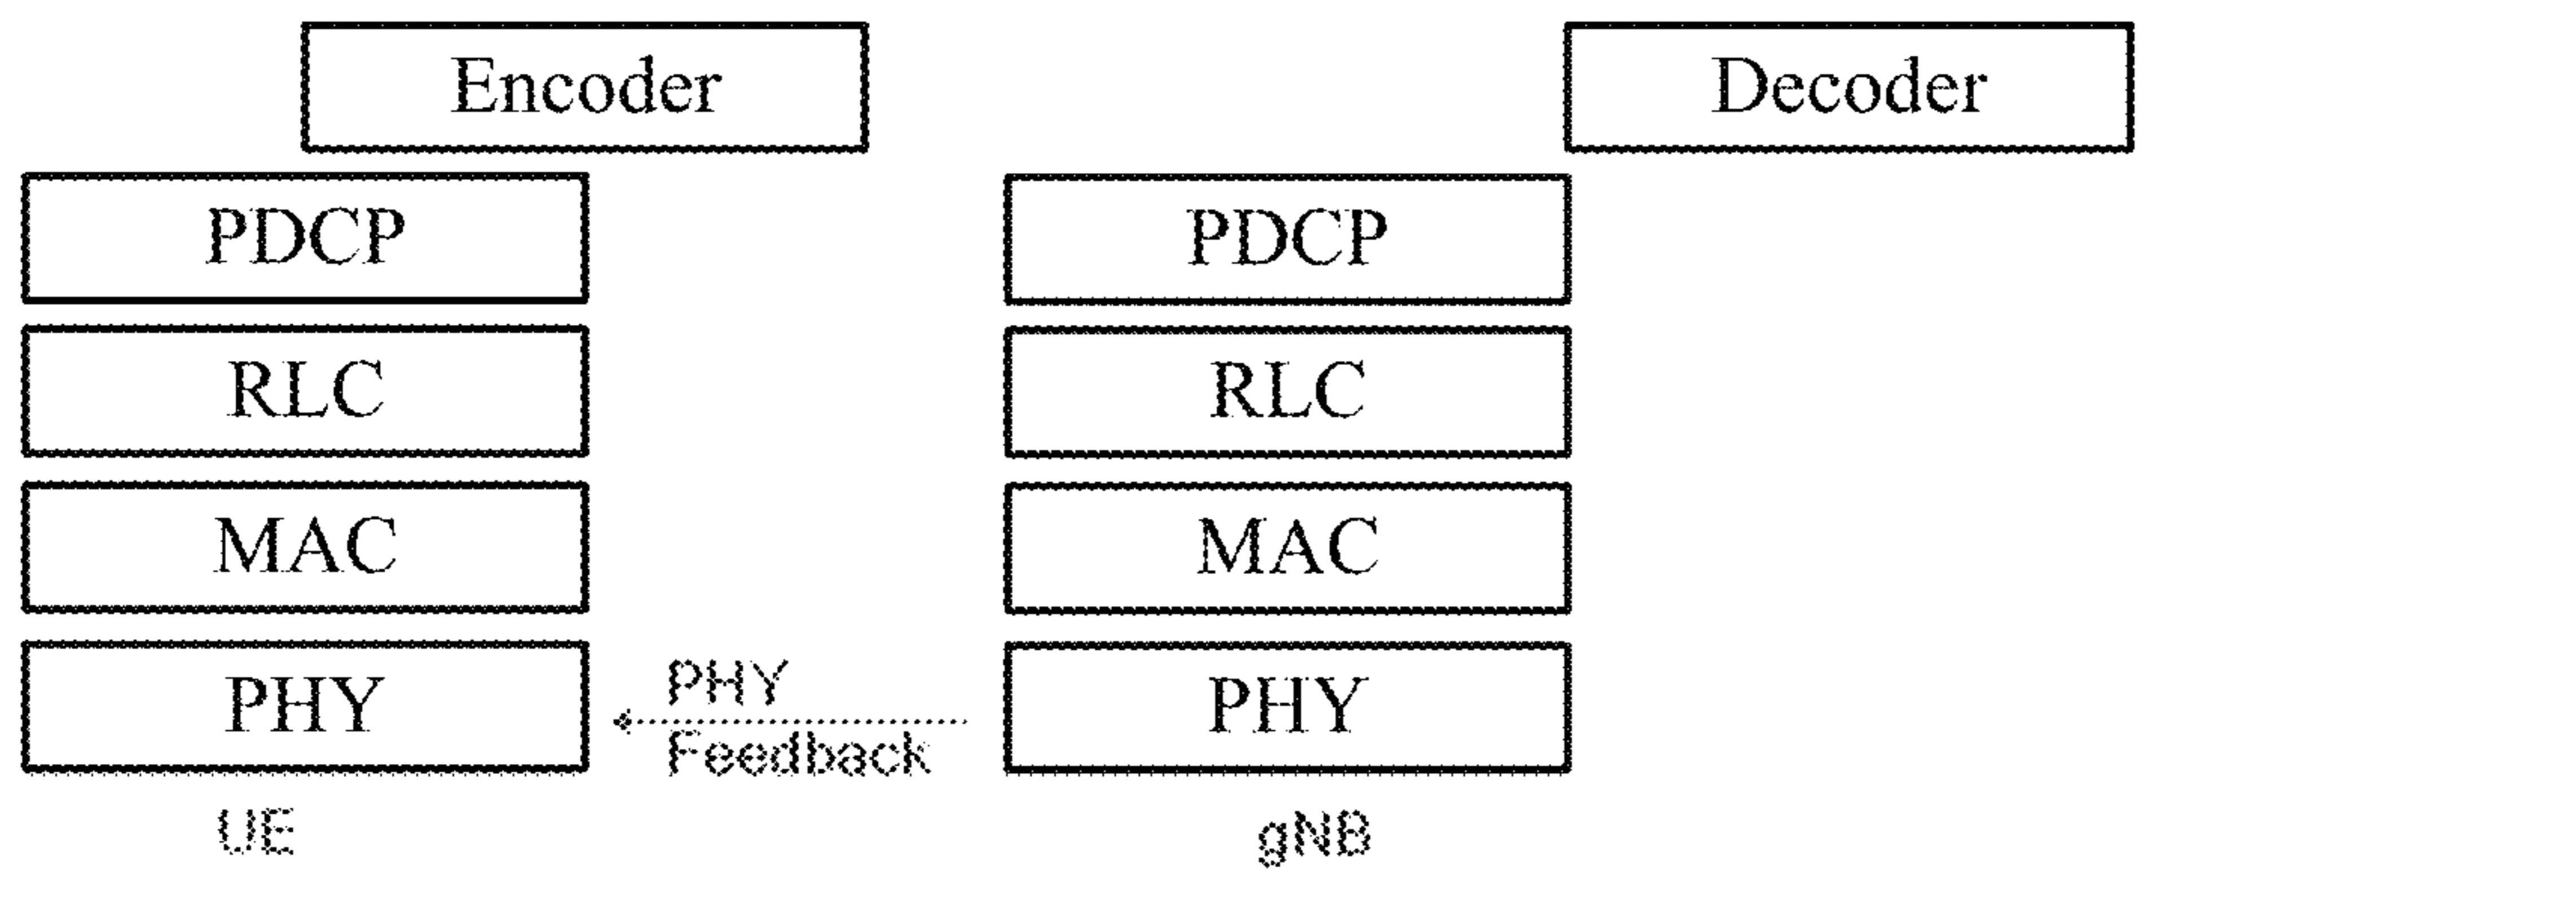 Encoder
Decoder
PDCP
PDCP
RLC
RLC
MAC
MAC
PHY
PHY
Feedback
PHY
UE
gNB